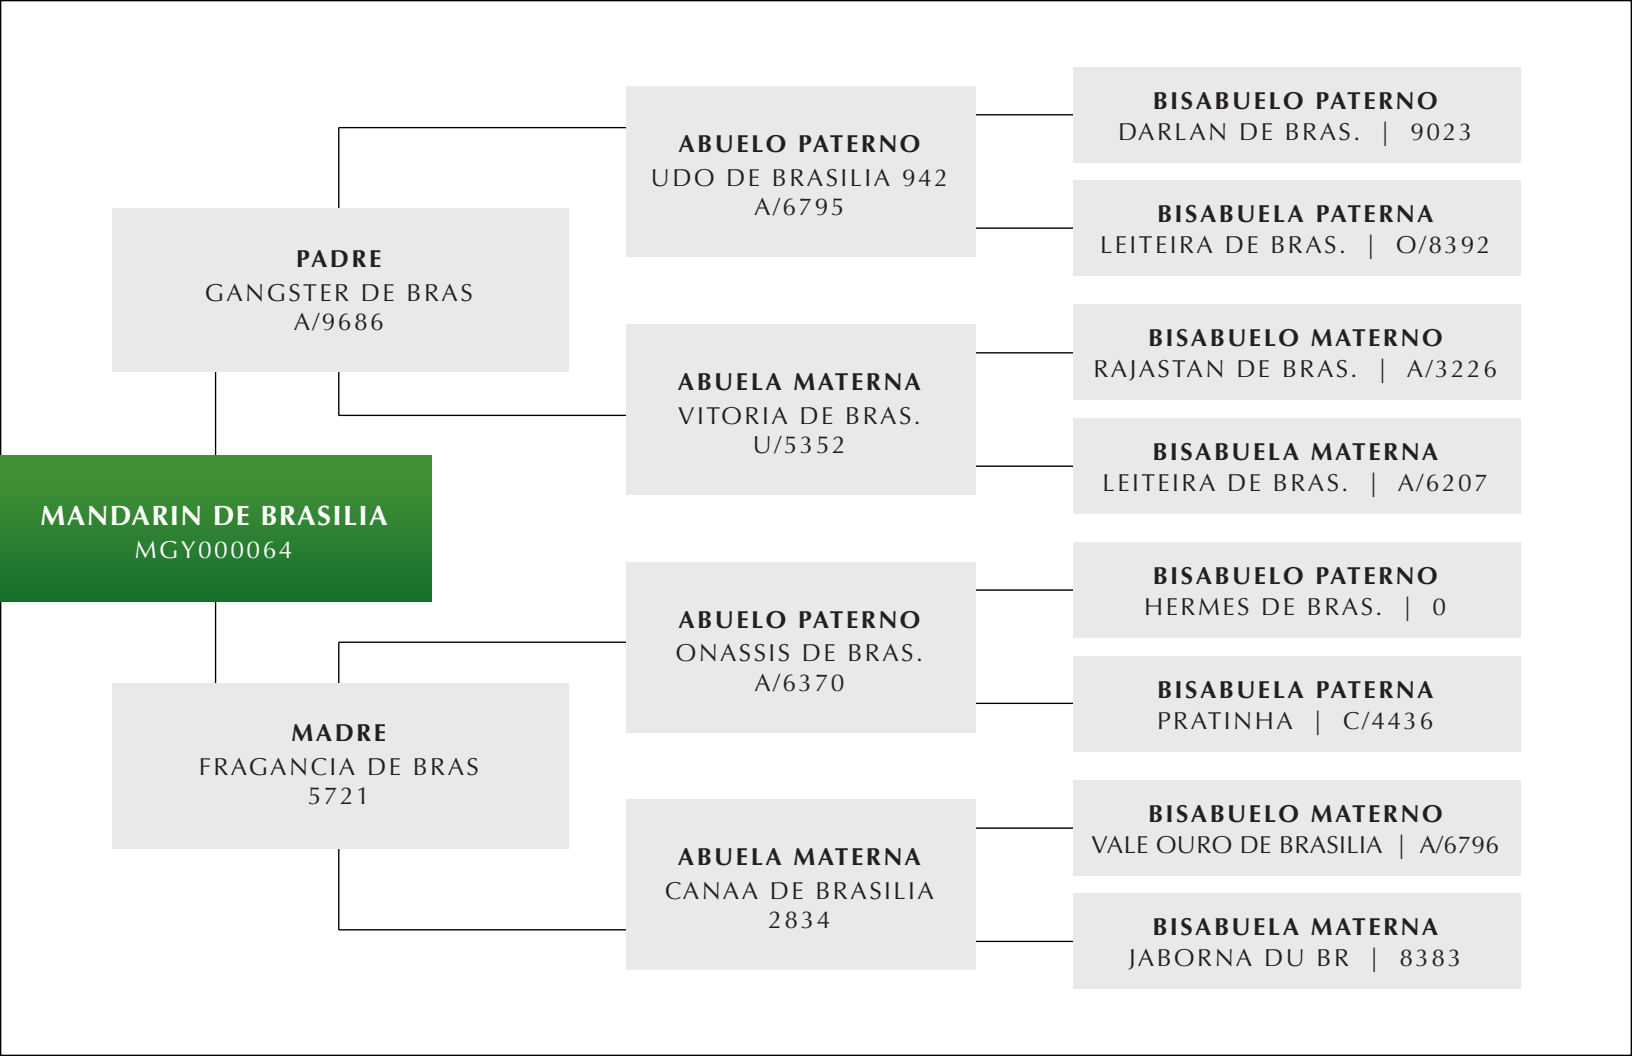 MANDARIN DE BRASILIA
MGY000064
PADRE
GANGSTER DE BRAS
A/9686
MADRE
FRAGANCIA DE BRAS
5721
ABUELO PATERNO
UDO DE BRASILIA 942
A/6795
ABUELA MATERNA
VITORIA DE BRAS.
U/5352
ABUELO PATERNO
ONASSIS DE BRAS.
A/6370
ABUELA MATERNA
CANAA DE BRASILIA
2834
BISABUELO PATERNO
DARLAN DE BRAS. | 9023
BISABUELA PATERNA
LEITEIRA DE BRAS. | O/8392
BISABUELO MATERNO
RAJASTAN DE BRAS. | A/3226
BISABUELA MATERNA
LEITEIRA DE BRAS. | A/6207
BISABUELO PATERNO
HERMES DE BRAS. | 0
BISABUELA PATERNA
PRATINHA | C/4436
BISABUELO MATERNO
VALE OURO DE BRASILIA | A/6796
BISABUELA MATERNA
JABORNA DU BR | 8383